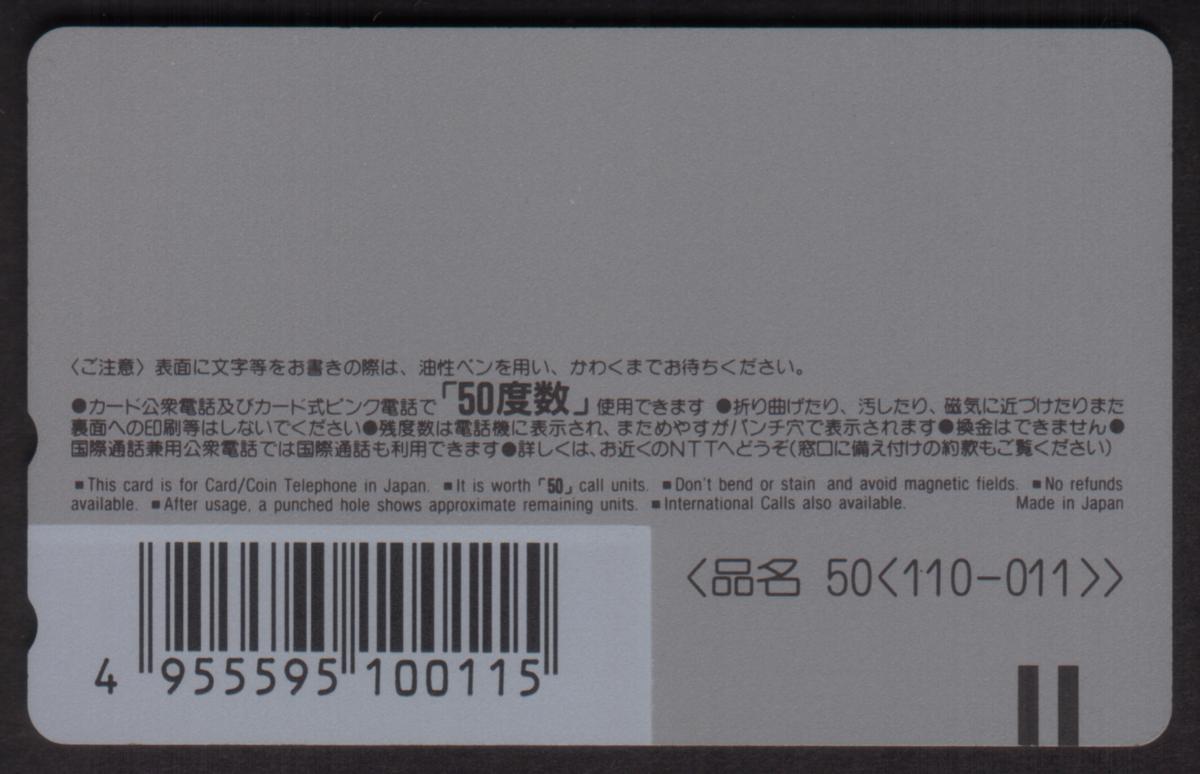 〈ご注意〉表面に文字等をお書きの際は、油性ペンを用い、かわくまでお待ちください。
●カード公衆電話及びカード式ピンク電話で「50度数」使用できます ●折り曲げたり、汚したり、磁気に近づけたりまた
裏面への印刷等はしないでください●残度数は電話機に表示され、まためやすがパンチ穴で表示されます●換金はできません●
国際通話兼用公衆電話では国際通話も利用できます●詳しくは、お近くのNTTへどうぞ(窓口に備え付けの約款もご覧ください)
■This card is for Card/Coin Telephone in Japan. ■It is worth「50」call units. ■Don't bend or stain and avoid magnetic fields. ■No refunds
available. ■After usage, a punched hole shows approximate remaining units. ■International Calls also available. Made in Japan
<品名 50<110-011>>
4 955595 100115